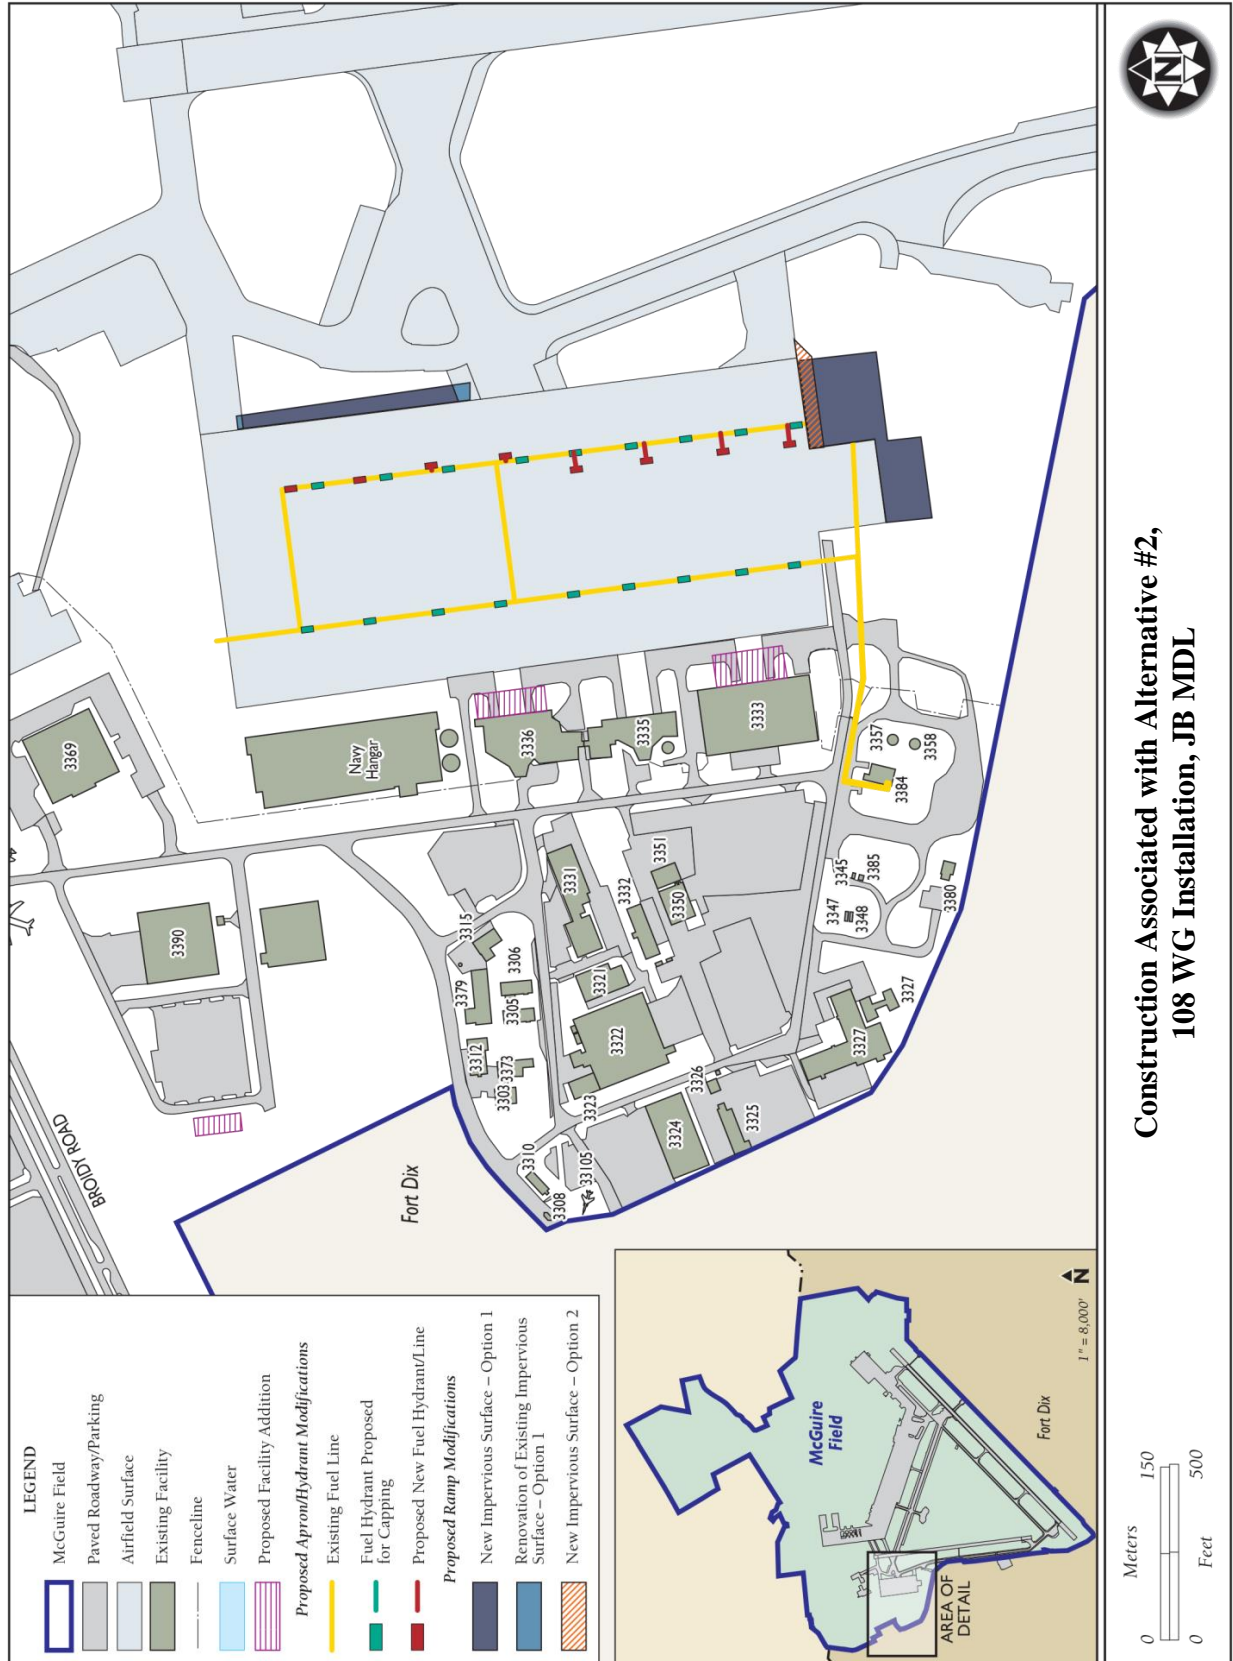 LEGEND
McGuire Field
Paved Roadway/Parking
Airfield Surface
Existing Facility
Fenceline
Surface Water
Proposed Facility Addition
Proposed Apron/Hydrant Modifications
Existing Fuel Line
Fuel Hydrant Proposed
for Capping
Proposed New Fuel Hydrant/Line
Proposed Ramp Modifications
New Impervious Surface – Option 1
Renovation of Existing Impervious
Surface – Option 1
New Impervious Surface – Option 2
BROIDY ROAD
Fort Dix
3369
3390
Navy
Hangar
3336
3335
3333
3357
3358
3384
3315
3379
3306
3305
3312
3373
3303
3331
3332
3351
3350
3321
3322
3323
3310
3308
33105
3324
3325
3326
3327
3327
3345
3385
3347
3348
3380
McGuire
Field
Fort Dix
AREA OF
DETAIL
1" = 8,000'
N
Meters
0 150
0 500
Feet
Construction Associated with Alternative #2,
108 WG Installation, JB MDL
N